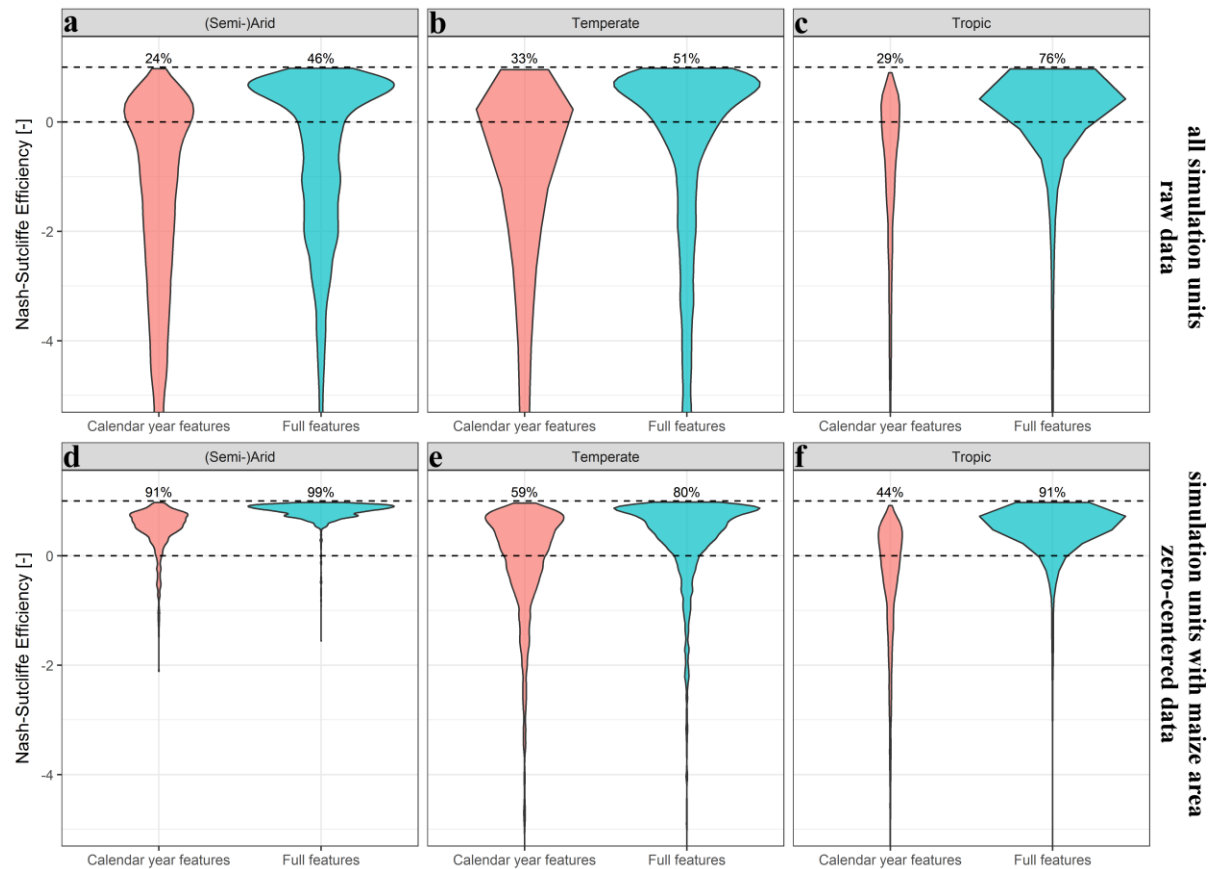 a
(Semi-)Arid
b
Temperate
c
Tropic
24%
46%
33%
51%
29%
76%
0
-2
-4
Nash-Sutcliffe Efficiency [-]
Calendar year features
Full features
Calendar year features
Full features
Calendar year features
Full features
all simulation units
raw data
d
(Semi-)Arid
e
Temperate
f
Tropic
91%
99%
59%
80%
44%
91%
0
-2
-4
Nash-Sutcliffe Efficiency [-]
Calendar year features
Full features
Calendar year features
Full features
Calendar year features
Full features
simulation units with maize area
zero-centered data